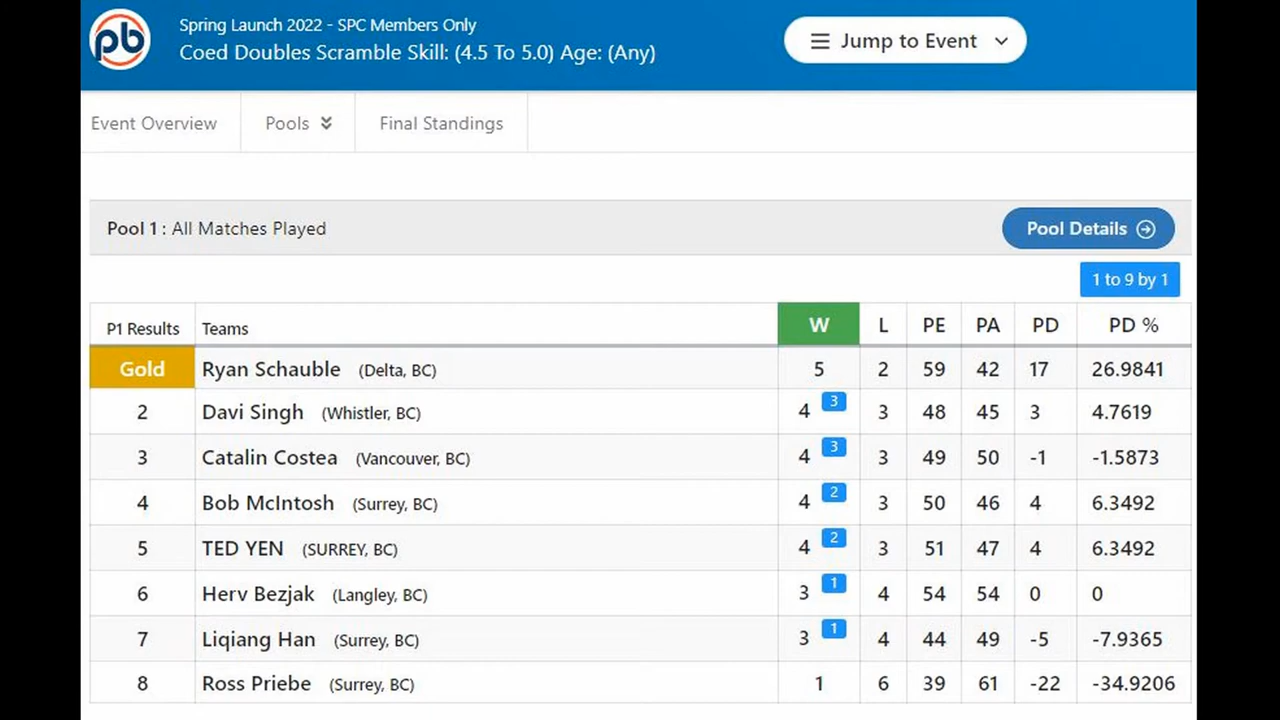 pb
Spring Launch 2022 - SPC Members Only
Coed Doubles Scramble Skill: (4.5 To 5.0) Age: (Any)
Jump to Event
Event Overview Pools Final Standings
Pool 1 : All Matches Played Pool Details
1 to 9 by 1
P1 Results Teams W L PE PA PD PD %
Gold Ryan Schauble (Delta, BC) 5 2 59 42 17 26.9841
2 Davi Singh (Whistler, BC) 4 3 3 48 45 3 4.7619
3 Catalin Costea (Vancouver, BC) 4 3 3 49 50 -1 -1.5873
4 Bob McIntosh (Surrey, BC) 4 2 3 50 46 4 6.3492
5 TED YEN (SURREY, BC) 4 2 3 51 47 4 6.3492
6 Herv Bezjak (Langley, BC) 3 1 4 54 54 0 0
7 Liqiang Han (Surrey, BC) 3 1 4 44 49 -5 -7.9365
8 Ross Priebe (Surrey, BC) 1 6 39 61 -22 -34.9206